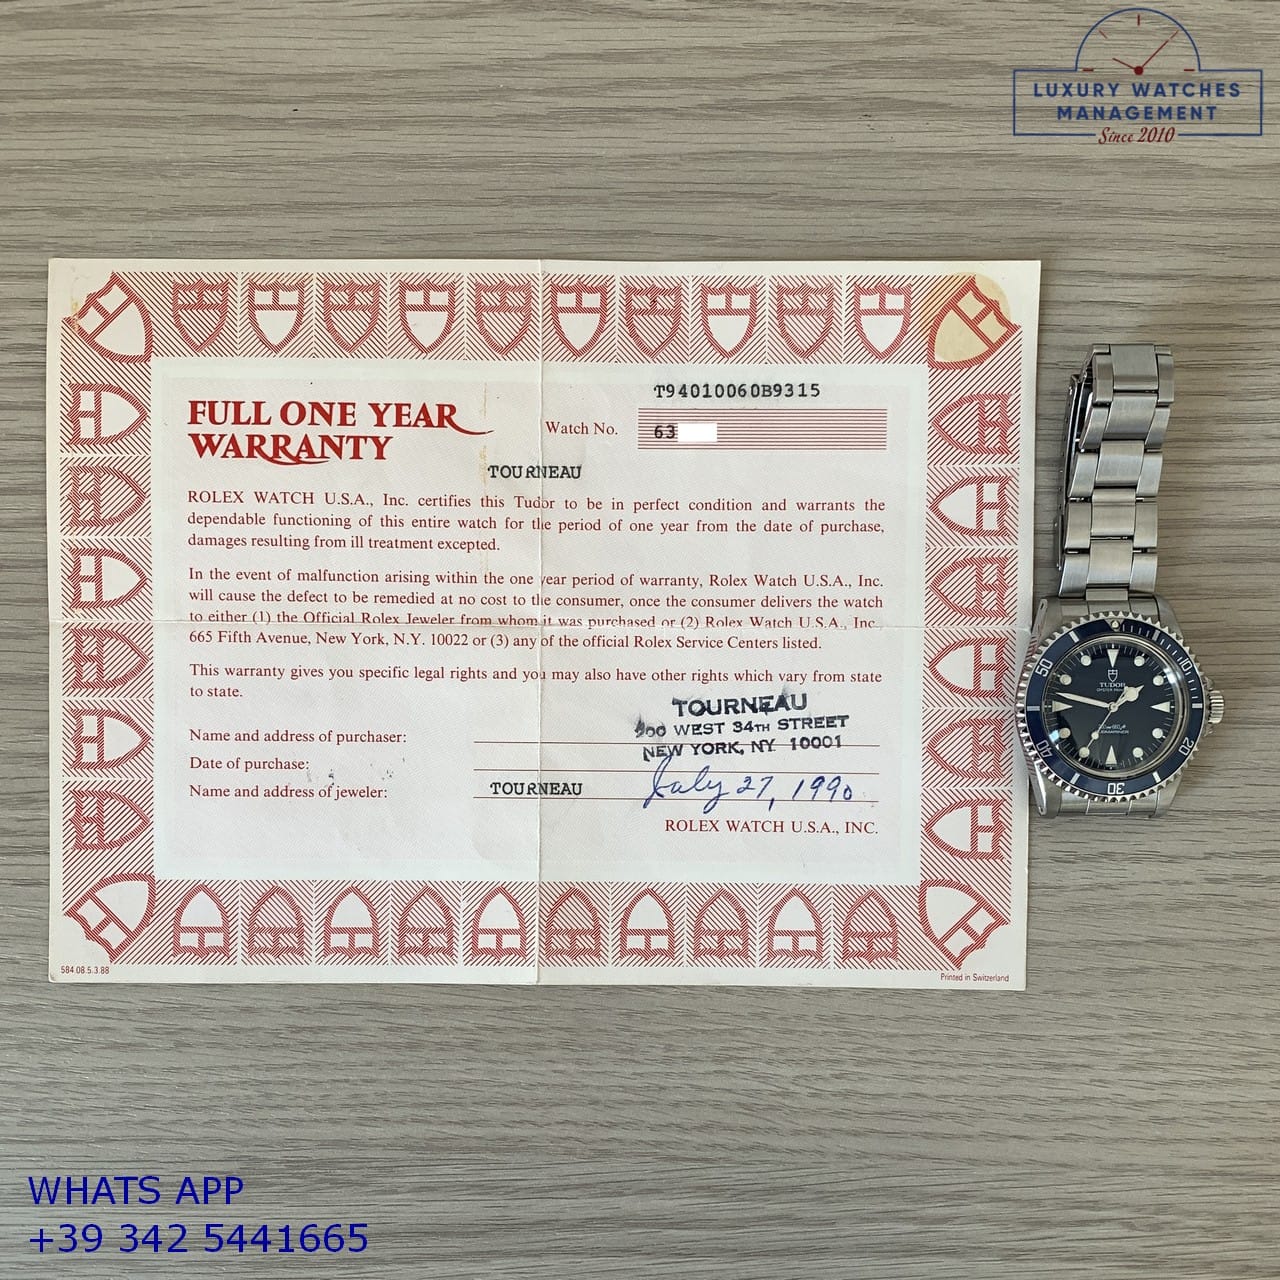 LUXURY WATCHES
MANAGEMENT
Since 2010
T94010060B9315
FULL ONE YEAR
WARRANTY
Watch No.
63
TOURNEAU
ROLEX WATCH U.S.A., Inc. certifies this Tudor to be in perfect condition and warrants the
dependable functioning of this entire watch for the period of one year from the date of purchase,
damages resulting from ill treatment excepted.
In the event of malfunction arising within the one year period of warranty, Rolex Watch U.S.A., Inc.
will cause the defect to be remedied at no cost to the consumer, once the consumer delivers the watch
to either (1) the Official Rolex Jeweler from whom it was purchased or (2) Rolex Watch U.S.A., Inc.,
665 Fifth Avenue, New York, N.Y. 10022 or (3) any of the official Rolex Service Centers listed.
This warranty gives you specific legal rights and you may also have other rights which vary from state
to state.
TOURNEAU
WEST 34TH STREET
NEW YORK, NY 10001
Name and address of purchaser:
Date of purchase:
July 27, 1990
Name and address of jeweler:
TOURNEAU
ROLEX WATCH U.S.A., INC.
584.08.5.3.88
Printed in Switzerland
10
20
30
40
50
TUDOR
WHATS APP
+39 342 5441665